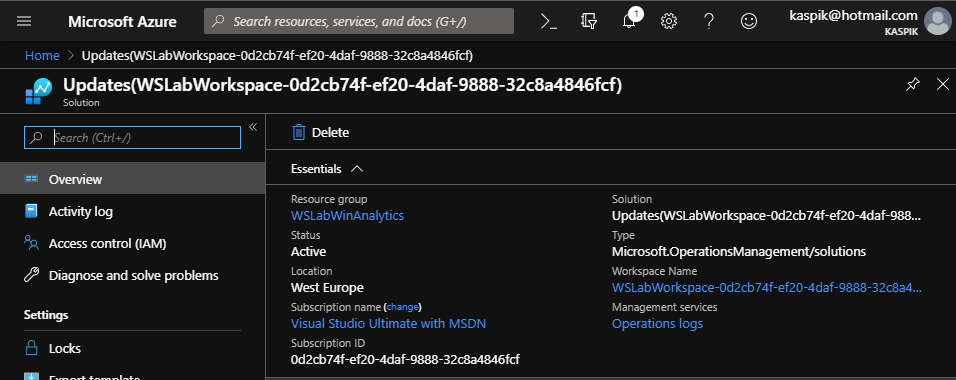 Microsoft Azure
Search resources, services, and docs (G+/)
1
kaspik@hotmail.com
KASPIK
Home > Updates(WSLabWorkspace-0d2cb74f-ef20-4daf-9888-32c8a4846fcf)
Updates(WSLabWorkspace-0d2cb74f-ef20-4daf-9888-32c8a4846fcf)
Solution
Search (Ctrl+/)
Overview
Activity log
Access control (IAM)
Diagnose and solve problems
Settings
Locks
Export template
Delete
Essentials
Resource group
WSLabWinAnalytics
Status
Active
Location
West Europe
Subscription name (change)
Visual Studio Ultimate with MSDN
Subscription ID
0d2cb74f-ef20-4daf-9888-32c8a4846fcf
Solution
Updates(WSLabWorkspace-0d2cb74f-ef20-4daf-988...
Type
Microsoft.OperationsManagement/solutions
Workspace Name
WSLabWorkspace-0d2cb74f-ef20-4daf-9888-32c8a4...
Management services
Operations logs